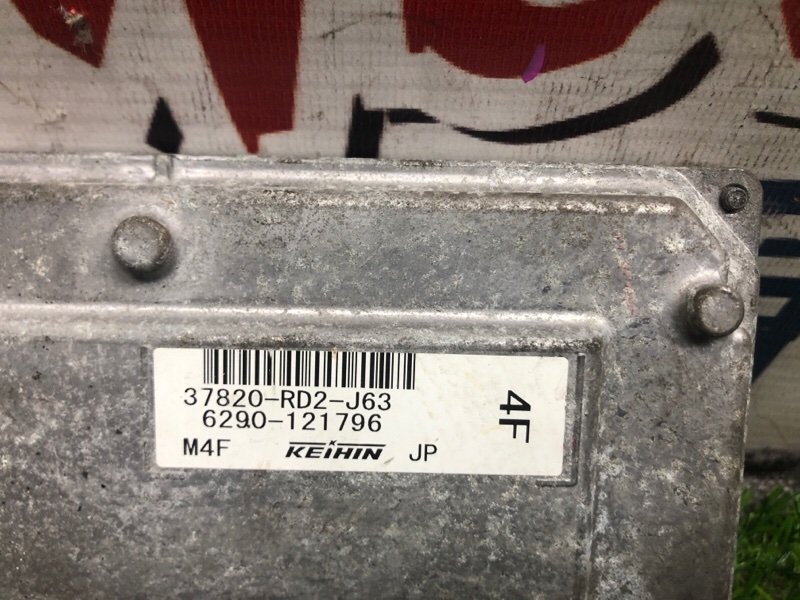 37820-RD2-J63
6290-121796
M4F KEIHIN JP
4F